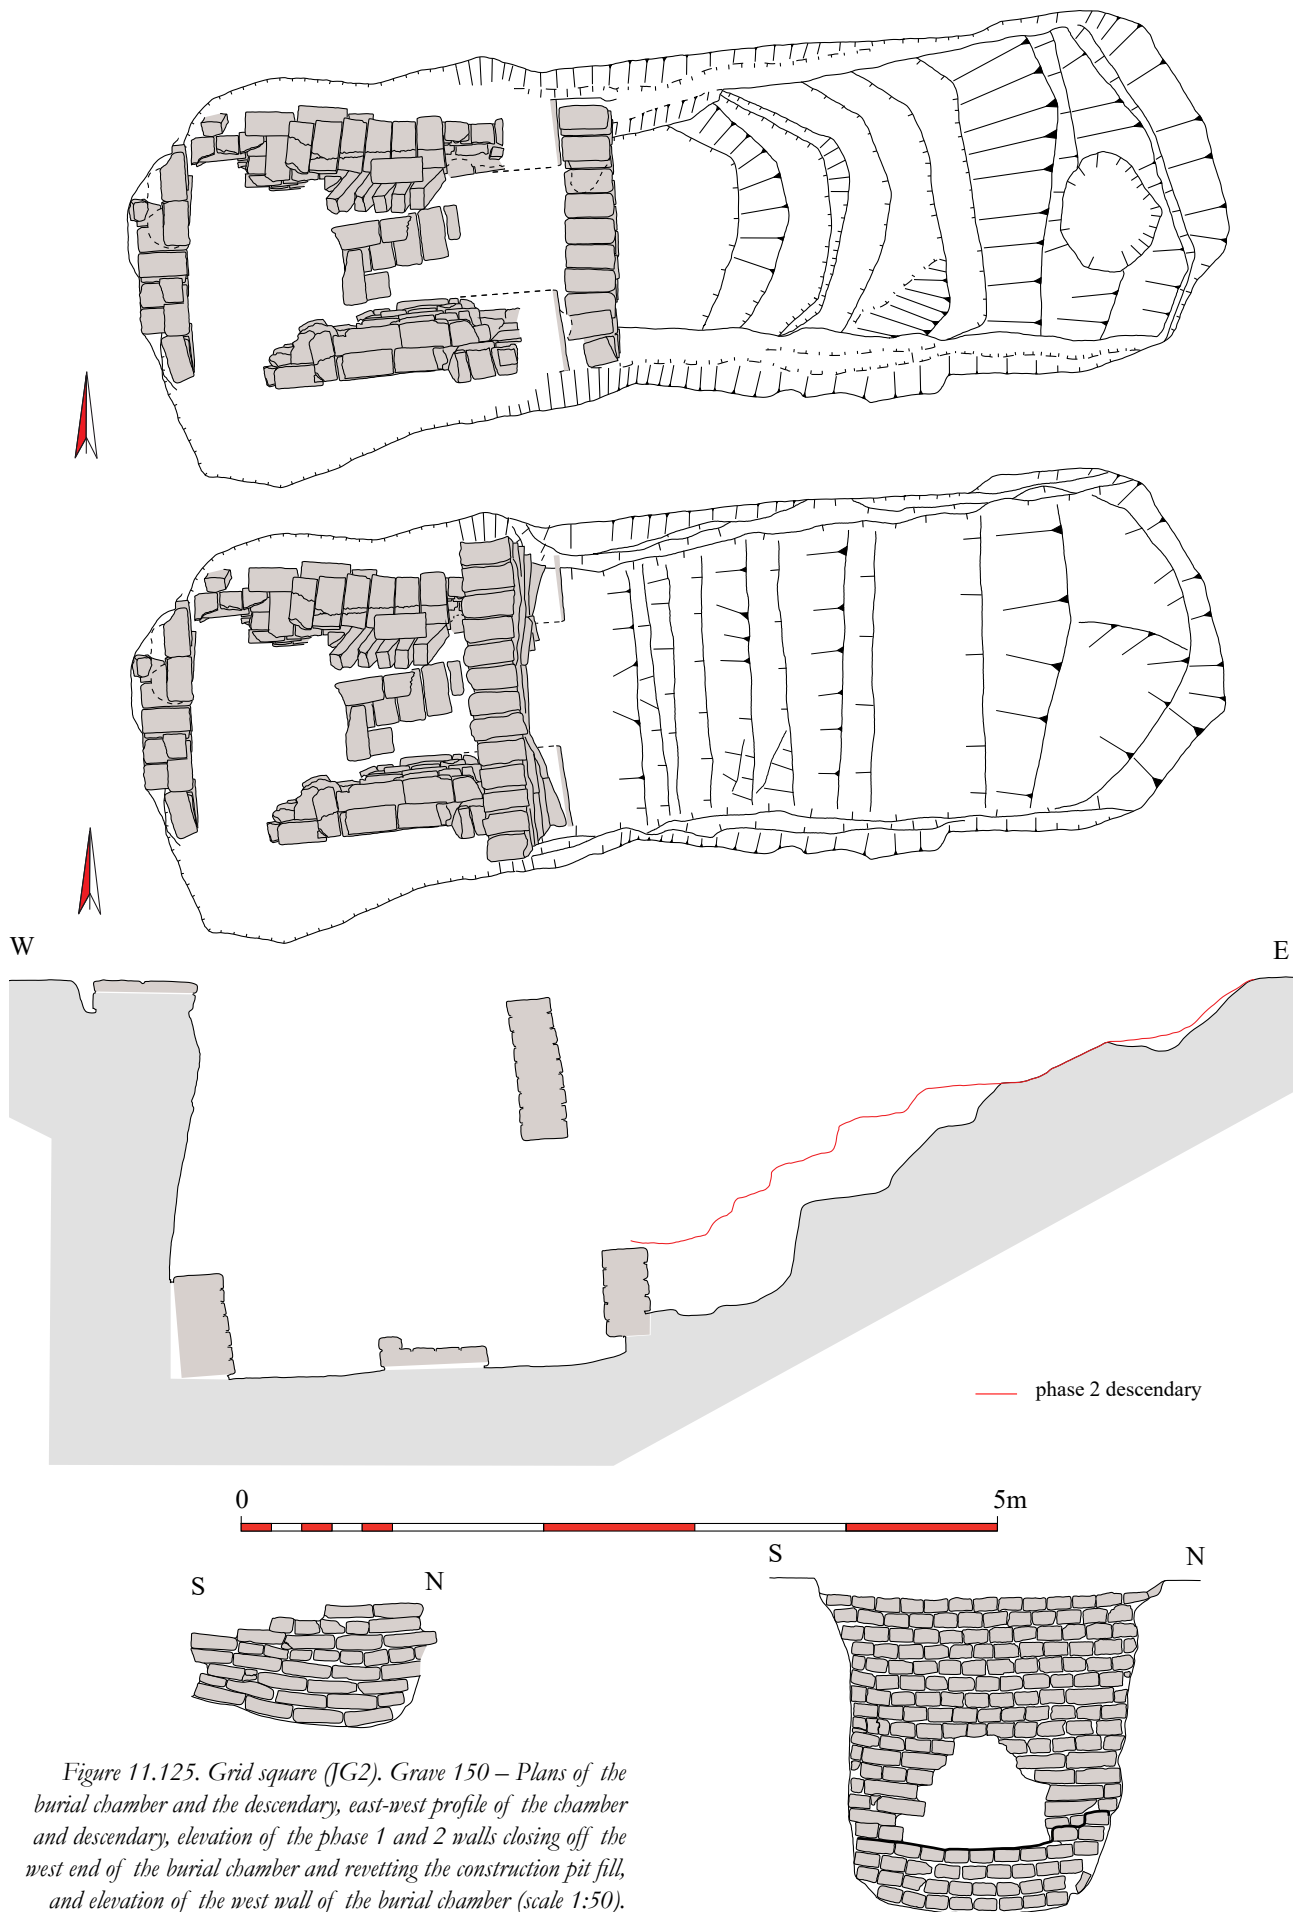 W
E
phase 2 descendary
0
5m
S
N
S
N
Figure 11.125. Grid square (JG2). Grave 150 – Plans of the
burial chamber and the descendary, east-west profile of the chamber
and descendary, elevation of the phase 1 and 2 walls closing off the
west end of the burial chamber and revetting the construction pit fill,
and elevation of the west wall of the burial chamber (scale 1:50).